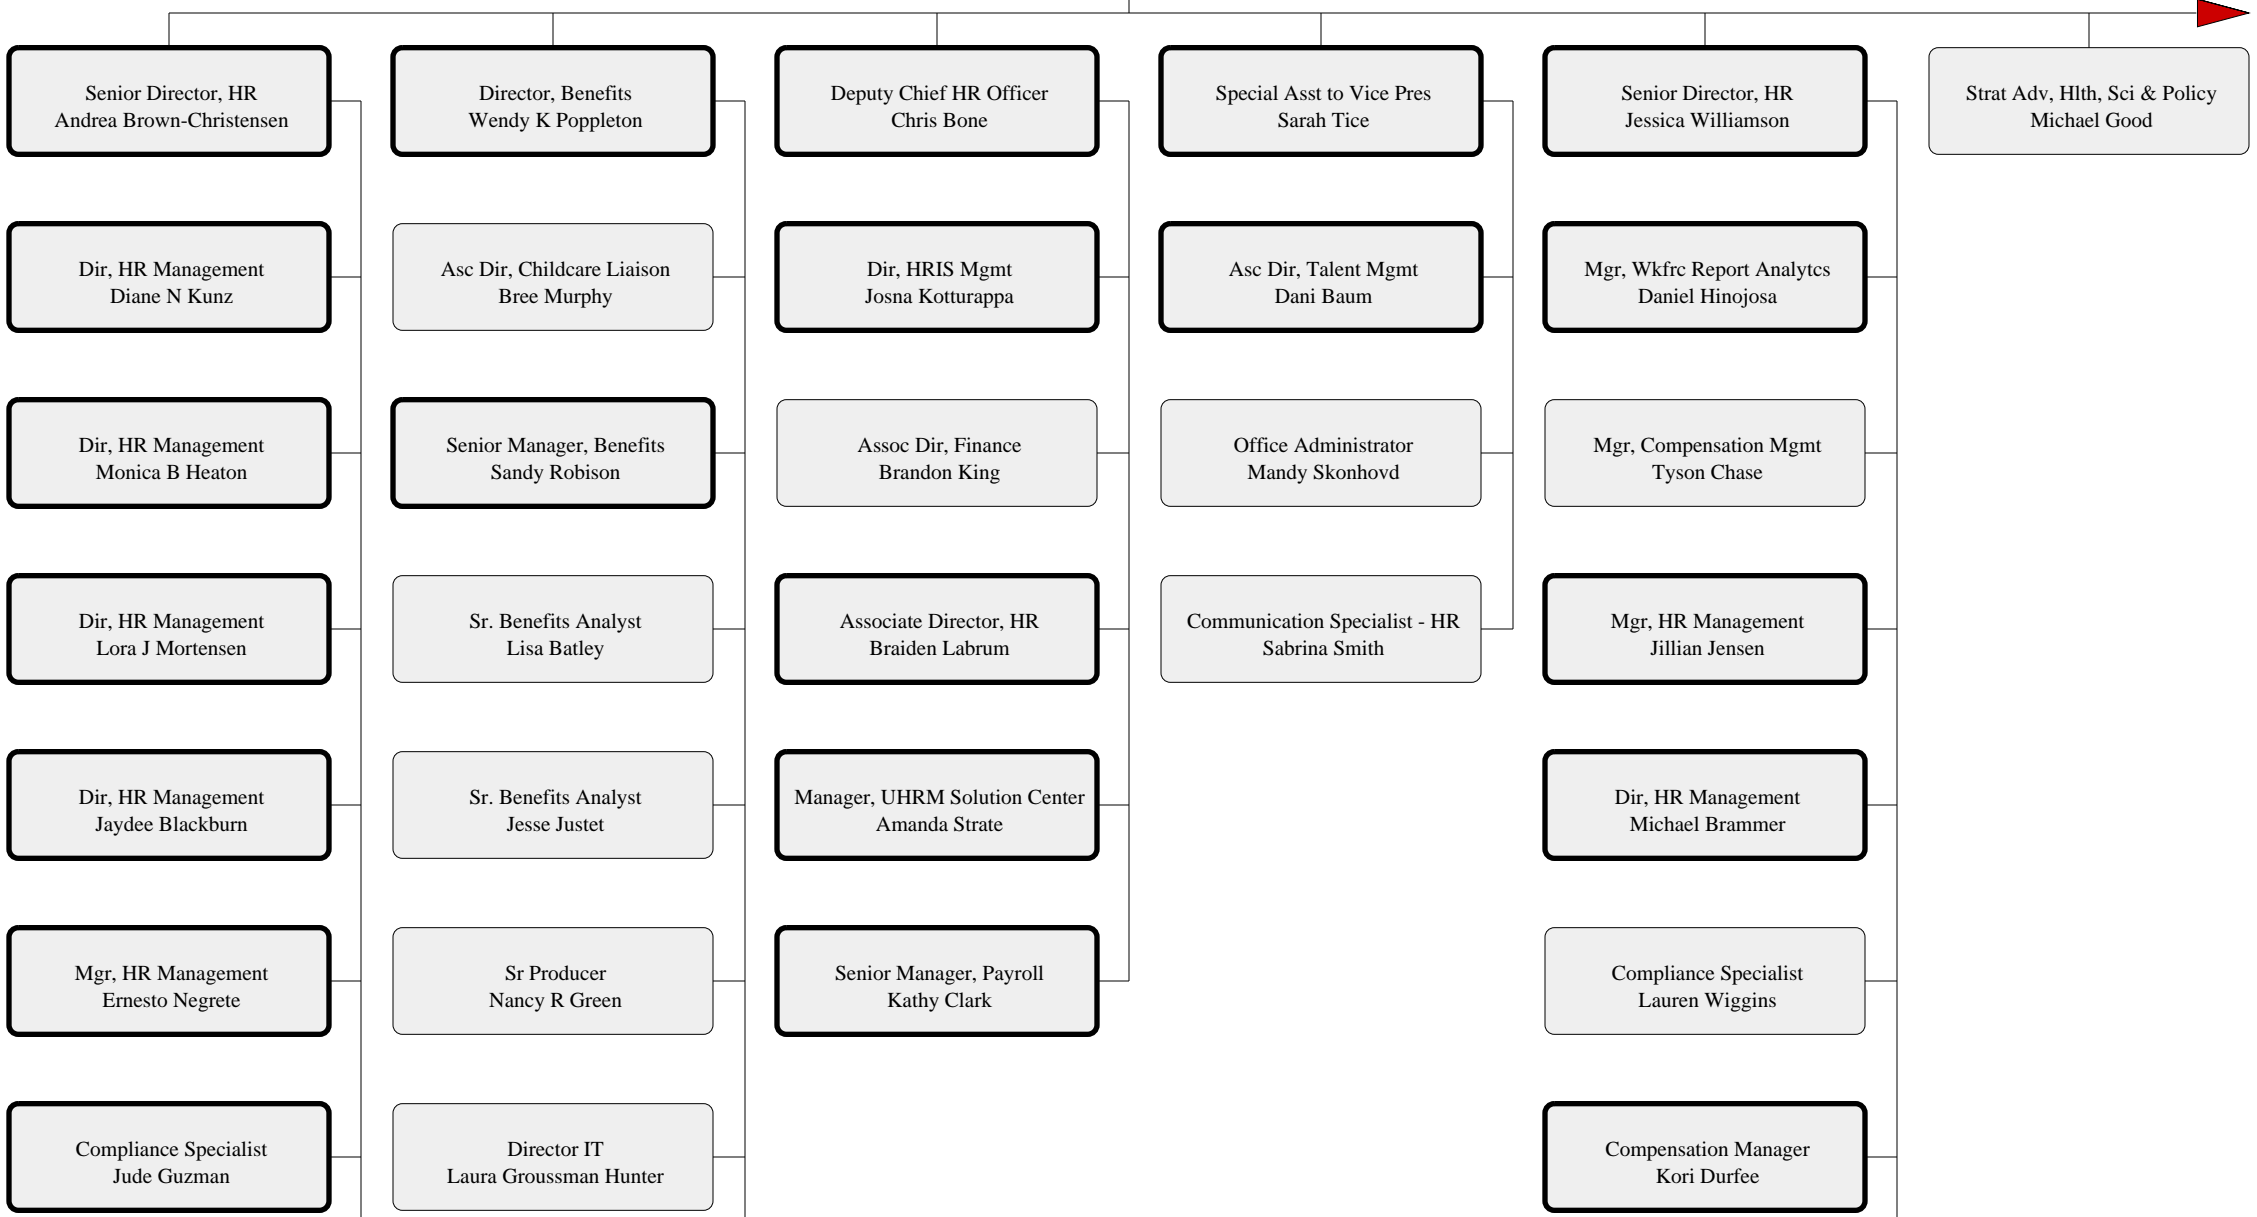 Senior Director, HR
Andrea Brown-Christensen
Director, Benefits
Wendy K Poppleton
Deputy Chief HR Officer
Chris Bone
Special Asst to Vice Pres
Sarah Tice
Senior Director, HR
Jessica Williamson
Strat Adv, Hlth, Sci & Policy
Michael Good
Dir, HR Management
Diane N Kunz
Asc Dir, Childcare Liaison
Bree Murphy
Dir, HRIS Mgmt
Josna Kotturappa
Asc Dir, Talent Mgmt
Dani Baum
Mgr, Wkfrc Report Analytcs
Daniel Hinojosa
Dir, HR Management
Monica B Heaton
Senior Manager, Benefits
Sandy Robison
Assoc Dir, Finance
Brandon King
Office Administrator
Mandy Skonhovd
Mgr, Compensation Mgmt
Tyson Chase
Dir, HR Management
Lora J Mortensen
Sr. Benefits Analyst
Lisa Batley
Associate Director, HR
Braiden Labrum
Communication Specialist - HR
Sabrina Smith
Mgr, HR Management
Jillian Jensen
Dir, HR Management
Jaydee Blackburn
Sr. Benefits Analyst
Jesse Justet
Manager, UHRM Solution Center
Amanda Strate
Dir, HR Management
Michael Brammer
Mgr, HR Management
Ernesto Negrete
Sr Producer
Nancy R Green
Senior Manager, Payroll
Kathy Clark
Compliance Specialist
Lauren Wiggins
Compliance Specialist
Jude Guzman
Director IT
Laura Groussman Hunter
Compensation Manager
Kori Durfee